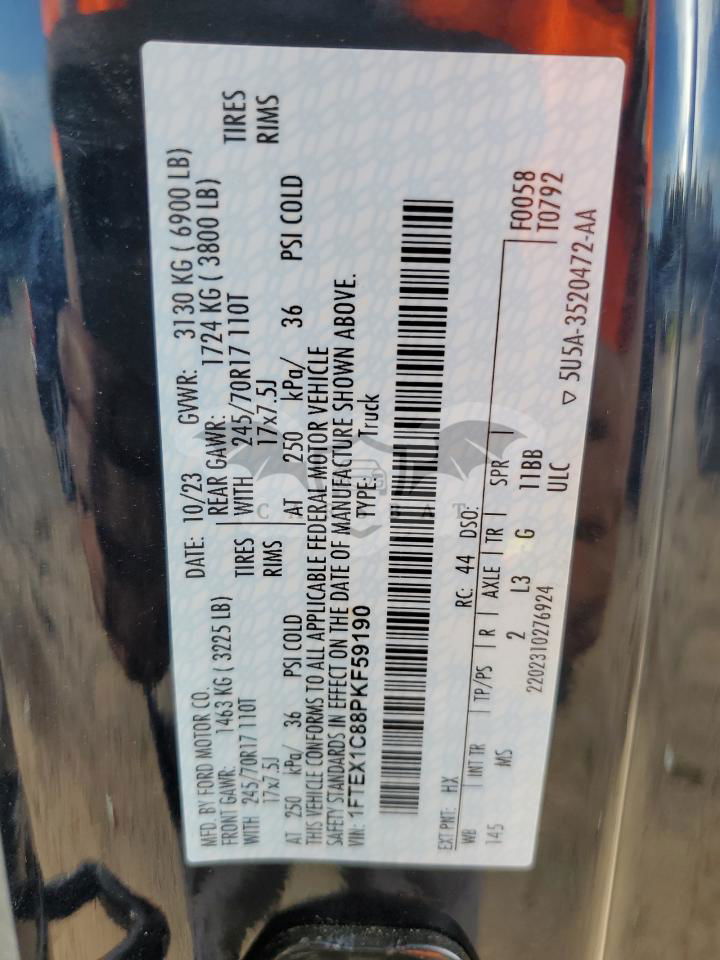 MFD. BY FORD MOTOR CO.
DATE: 10/23 GVWR: 3130 KG ( 6900 LB)
FRONT GAWR: 1463 KG ( 3225 LB) REAR GAWR: 1724 KG ( 3800 LB)
WITH 245/70R17 110T TIRES WITH 245/70R17 110T TIRES
17x7.5J RIMS 17x7.5J RIMS
AT 250 kPa/ 36 PSI COLD AT 250 kPa/ 36 PSI COLD
THIS VEHICLE CONFORMS TO ALL APPLICABLE FEDERAL MOTOR VEHICLE
SAFETY STANDARDS IN EFFECT ON THE DATE OF MANUFACTURE SHOWN ABOVE.
VIN: 1FTEX1C88PKF59190 TYPE: Truck
EXT PNT: HX RC: 44 DSO: F0058
WB INT TR TP/PS R AXLE TR SPR T0792
145 MS 2 L3 G 11BB
2202310276924 ULC ▽ 5U5A-3520472-AA